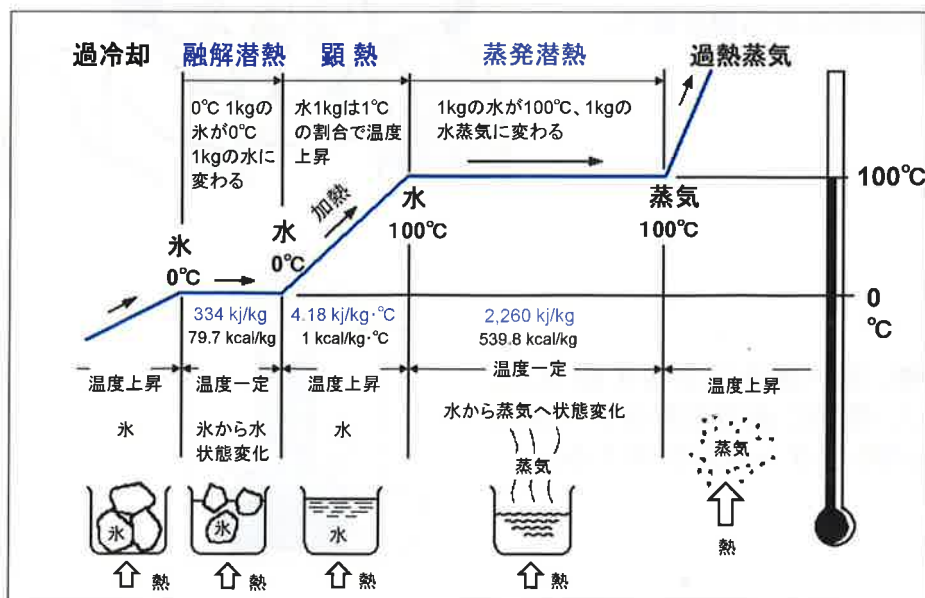 過冷却
融解潜熱
顕熱
蒸発潜熱
過熱蒸気
0℃ 1kgの
氷が0℃
1kgの水に
変わる
水1kgは1℃
の割合で温度
上昇
1kgの水が100℃、1kgの
水蒸気に変わる
加熱
氷
0℃
水
0℃
水
100℃
蒸気
100℃
100℃
0
℃
334 kj/kg
79.7 kcal/kg
4.18 kj/kg·℃
1 kcal/kg·℃
2,260 kj/kg
539.8 kcal/kg
温度上昇
温度一定
温度上昇
温度一定
温度上昇
氷
氷から水
状態変化
水
水から蒸気へ状態変化
蒸気
蒸気
氷
氷
水
熱
熱
熱
熱
熱